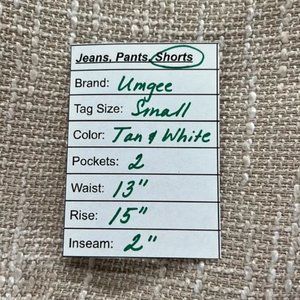 Jeans, Pants, Shorts
Brand: Umgee
Tag Size: Small
Color: Tan & White
Pockets: 2
Waist: 13"
Rise: 15"
Inseam: 2"